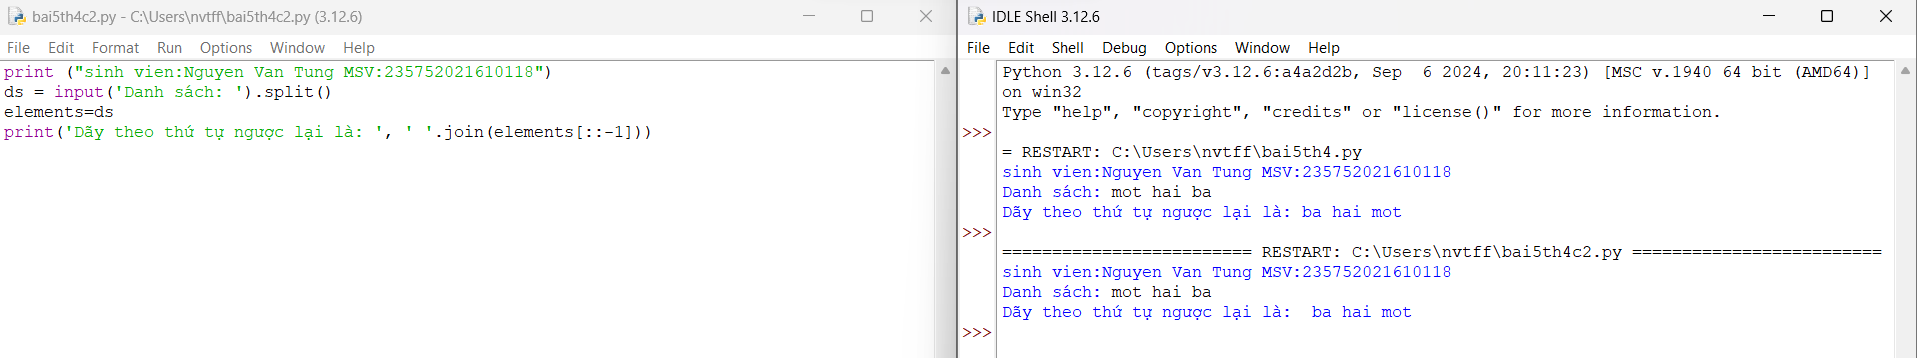 bai5th4c2.py - C:\Users\nvtff\bai5th4c2.py (3.12.6)
File Edit Format Run Options Window Help
print ("sinh vien:Nguyen Van Tung MSV:235752021610118")
ds = input('Danh sách: ').split()
elements=ds
print('Dãy theo thứ tự ngược lại là: ', ' '.join(elements[::-1]))
IDLE Shell 3.12.6
File Edit Shell Debug Options Window Help
Python 3.12.6 (tags/v3.12.6:a4a2d2b, Sep  6 2024, 20:11:23) [MSC v.1940 64 bit (AMD64)]
on win32
Type "help", "copyright", "credits" or "license()" for more information.
>>>
= RESTART: C:\Users\nvtff\bai5th4.py
sinh vien:Nguyen Van Tung MSV:235752021610118
Danh sách: mot hai ba
Dãy theo thứ tự ngược lại là: ba hai mot
>>>
========================= RESTART: C:\Users\nvtff\bai5th4c2.py =========================
sinh vien:Nguyen Van Tung MSV:235752021610118
Danh sách: mot hai ba
Dãy theo thứ tự ngược lại là:  ba hai mot
>>>